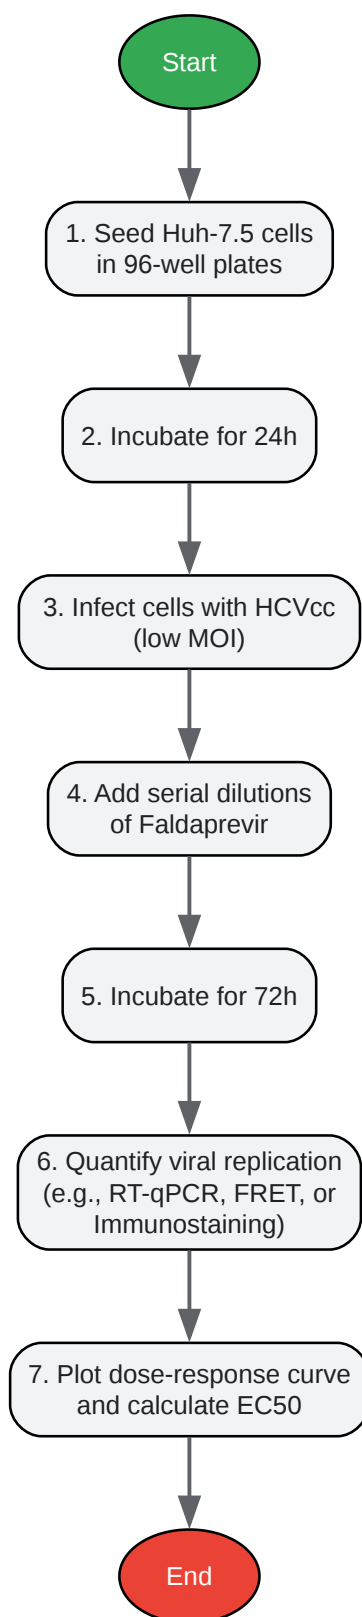 Start
1. Seed Huh-7.5 cells
in 96-well plates
2. Incubate for 24h
3. Infect cells with HCVcc
(low MOI)
4. Add serial dilutions
of Faldaprevir
5. Incubate for 72h
6. Quantify viral replication
(e.g., RT-qPCR, FRET, or
Immunostaining)
7. Plot dose-response curve
and calculate EC50
End